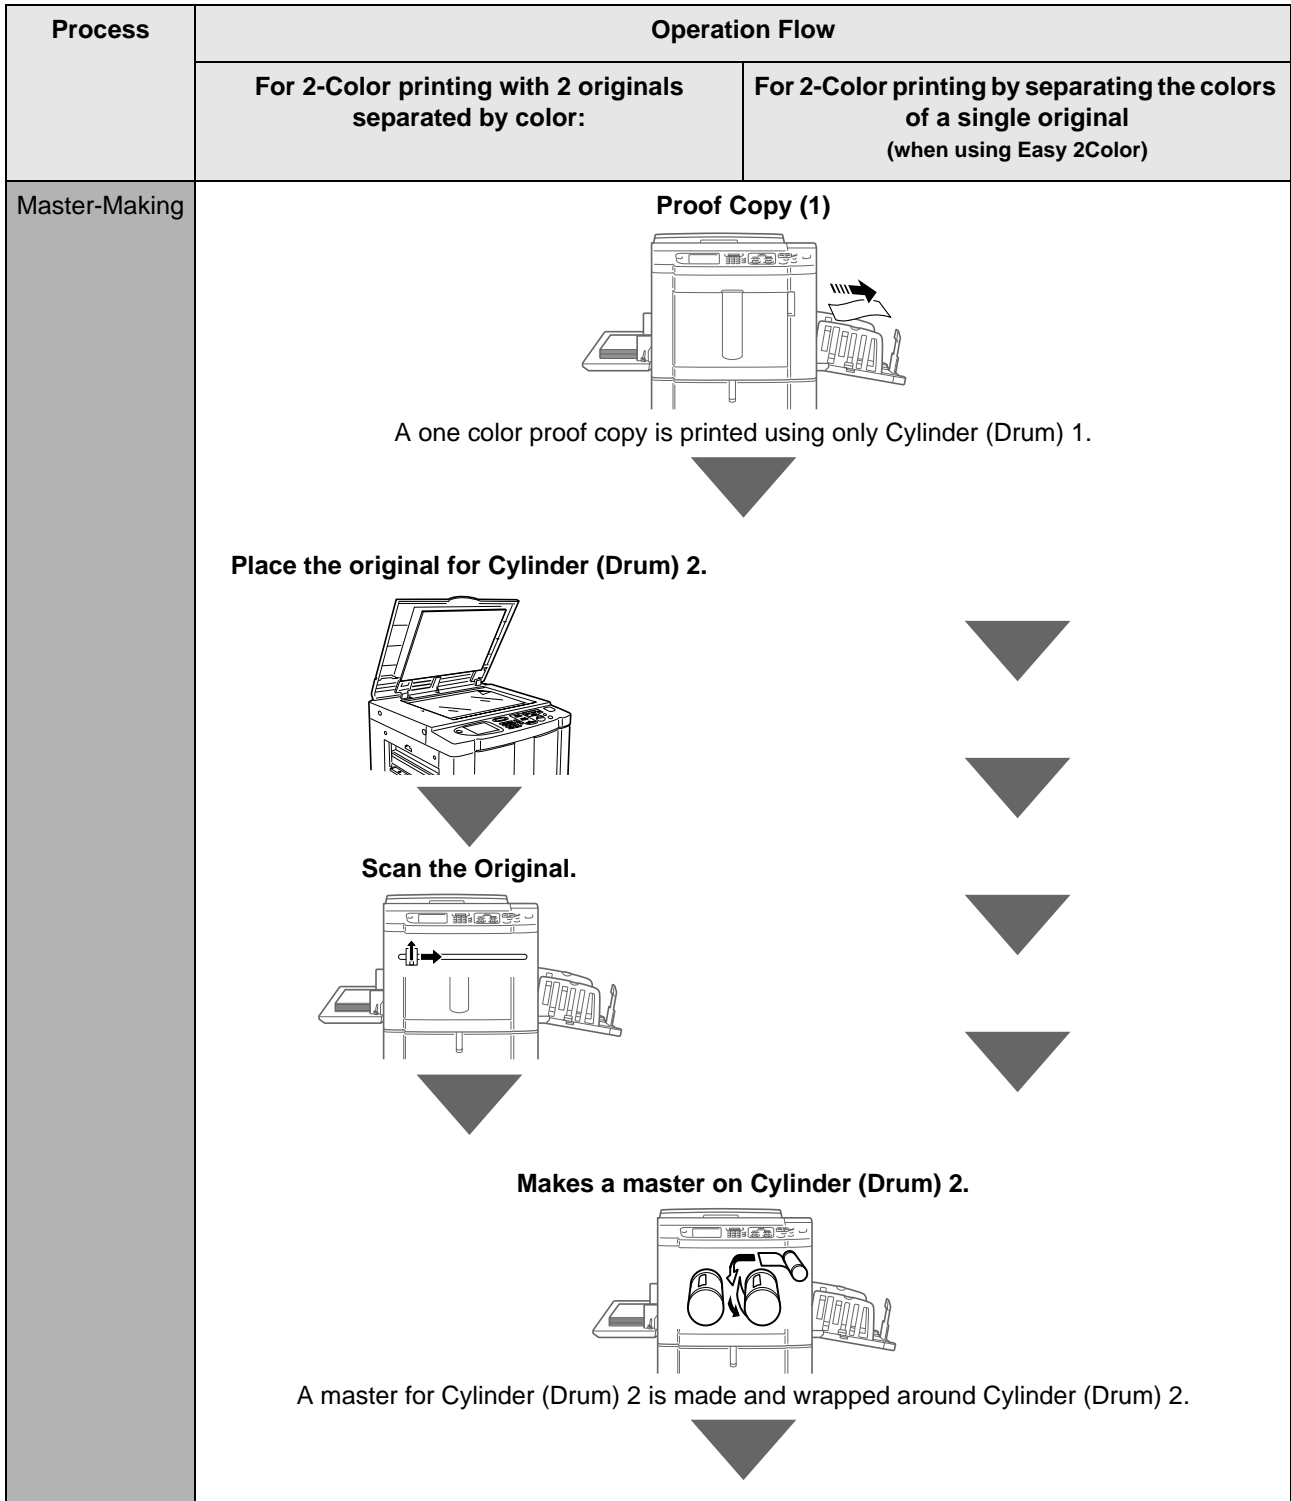 Process
Operation Flow
For 2-Color printing with 2 originals
separated by color:
For 2-Color printing by separating the colors
of a single original
(when using Easy 2Color)
Master-Making
Proof Copy (1)
A one color proof copy is printed using only Cylinder (Drum) 1.
Place the original for Cylinder (Drum) 2.
Scan the Original.
Makes a master on Cylinder (Drum) 2.
A master for Cylinder (Drum) 2 is made and wrapped around Cylinder (Drum) 2.